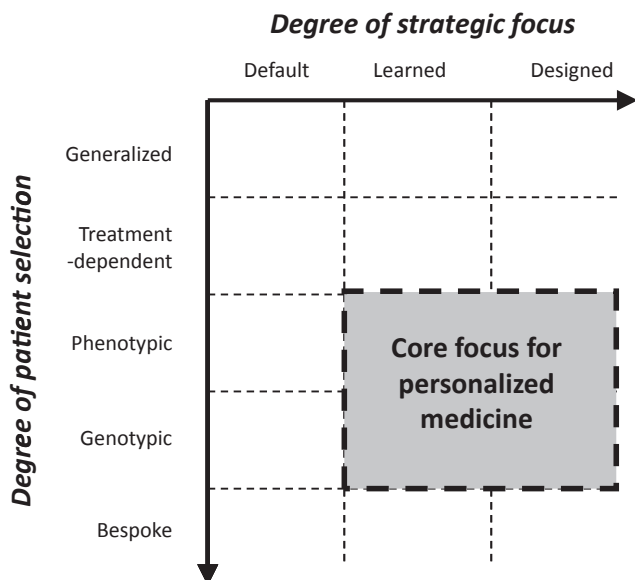 Degree of strategic focus
Default Learned Designed
Degree of patient selection
Generalized
Treatment
-dependent
Phenotypic
Genotypic
Bespoke
Core focus for
personalized
medicine